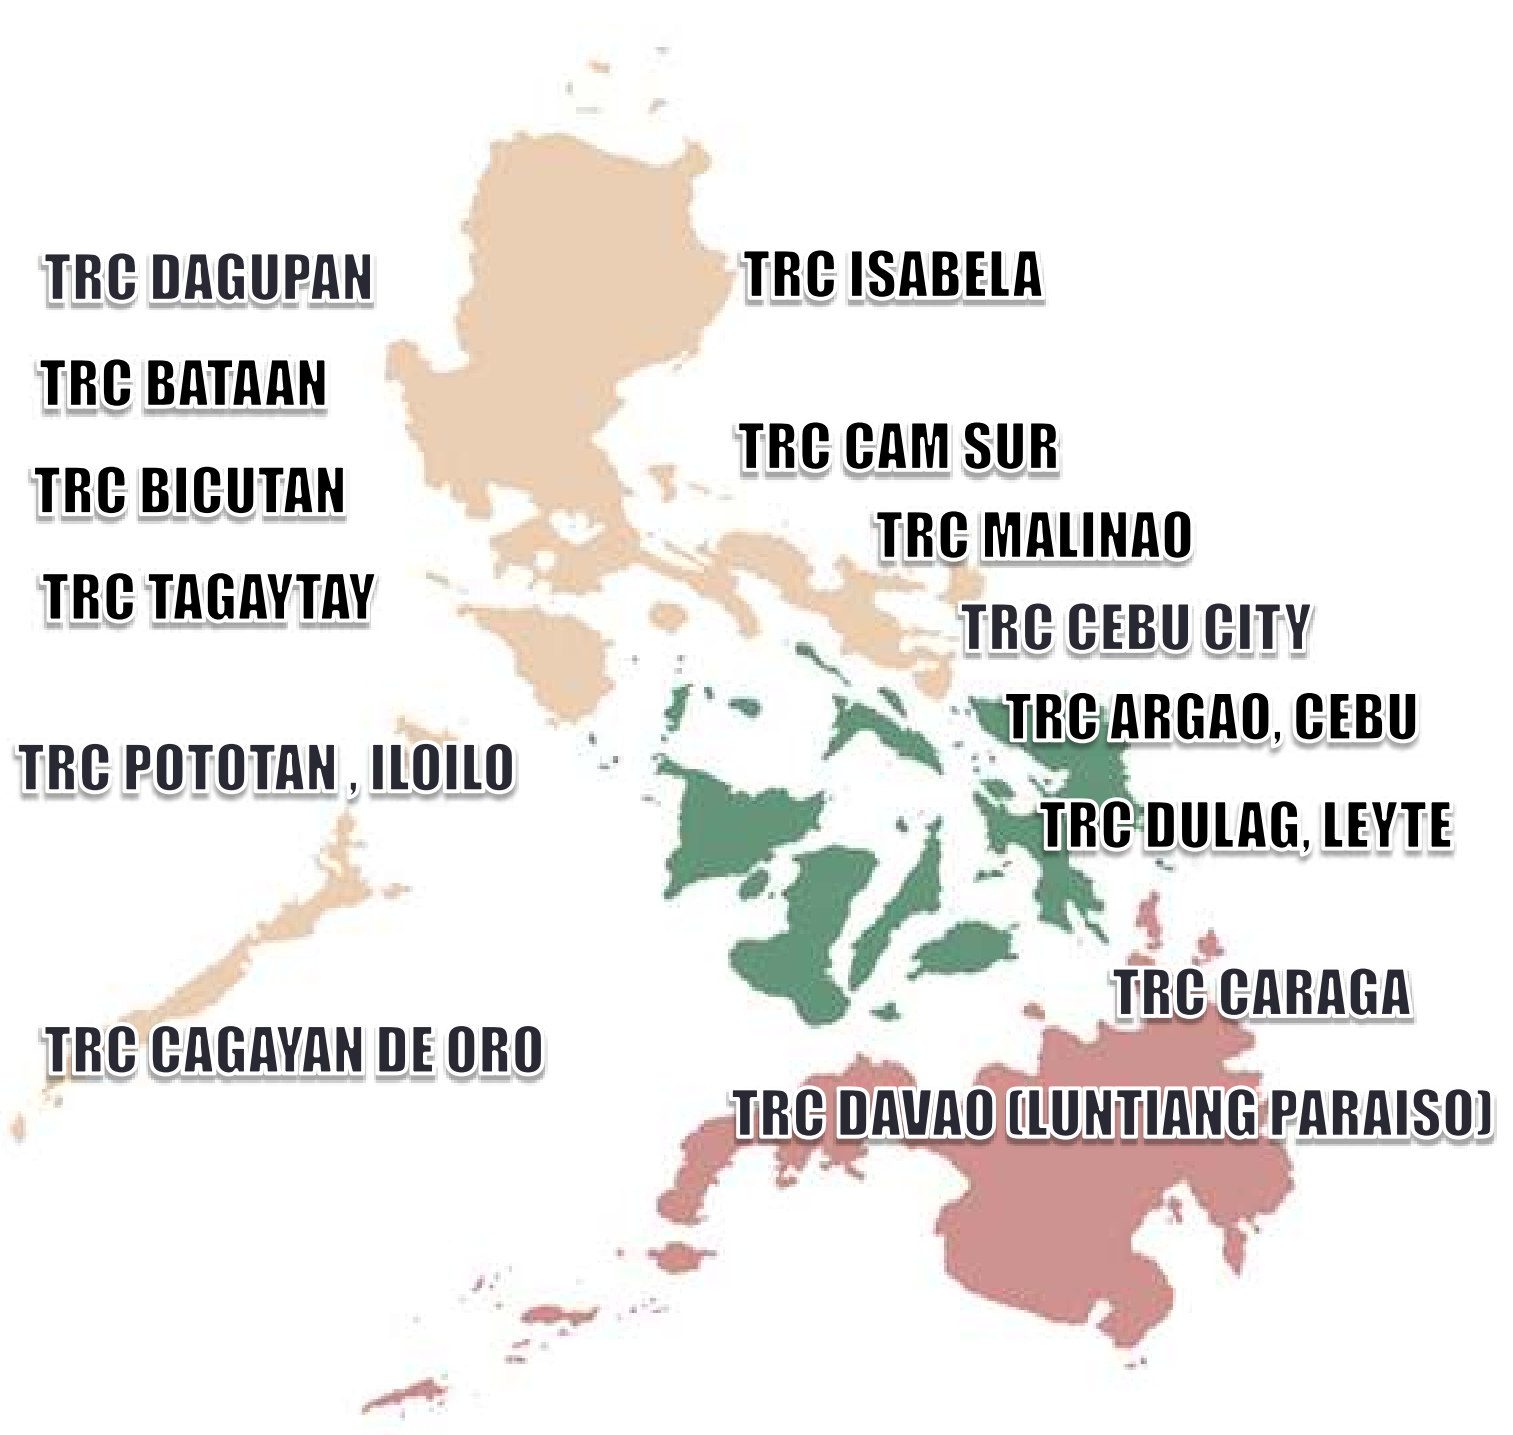 TRC DAGUPAN
TRC ISABELA
TRC BATAAN
TRC CAM SUR
TRC BICUTAN
TRC MALINAO
TRC TAGAYTAY
TRC CEBU CITY
TRC ARGAO, CEBU
TRC POTOTAN , ILOILO
TRC DULAG, LEYTE
TRC CARAGA
TRC CAGAYAN DE ORO
TRC DAVAO (LUNTIANG PARAISO)